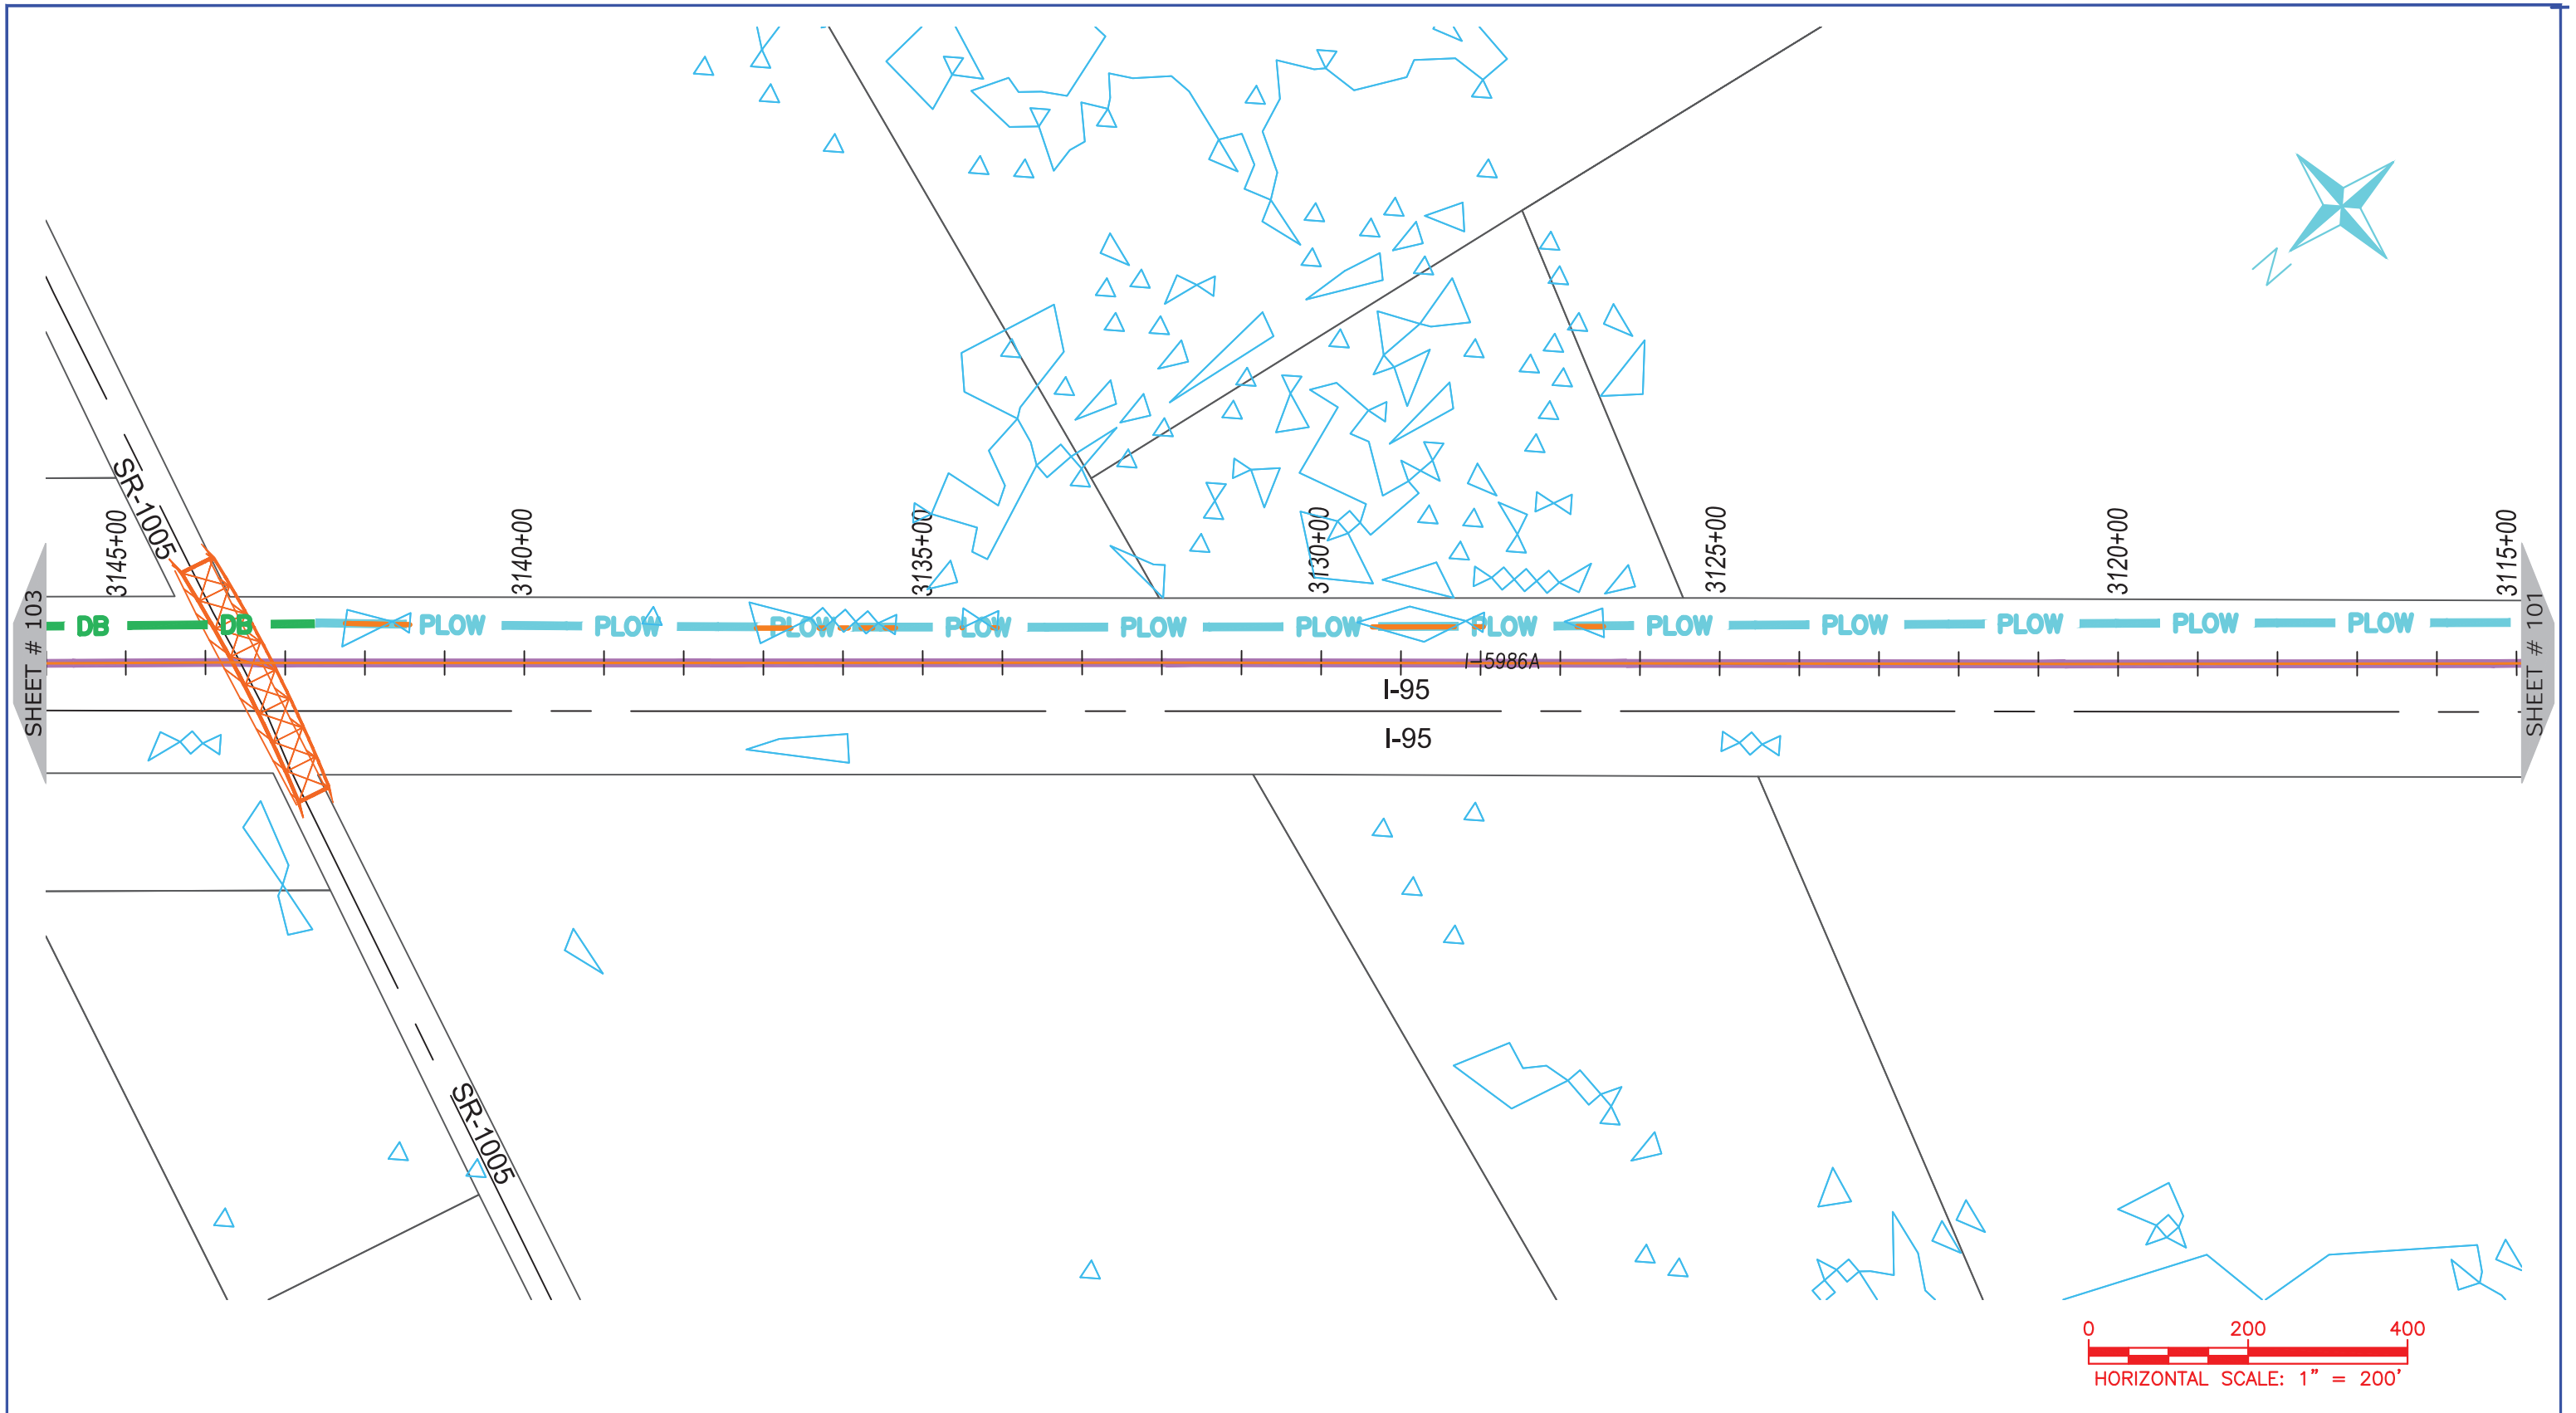 N
SR-1005
3145+00
3140+00
3135+00
3130+00
3125+00
3120+00
3115+00
SHEET # 103
DB DB PLOW PLOW PLOW PLOW PLOW PLOW PLOW PLOW PLOW PLOW PLOW PLOW
SHEET # 101
I-5986A
I-95
I-95
SR-1005
0 200 400
HORIZONTAL SCALE: 1" = 200'